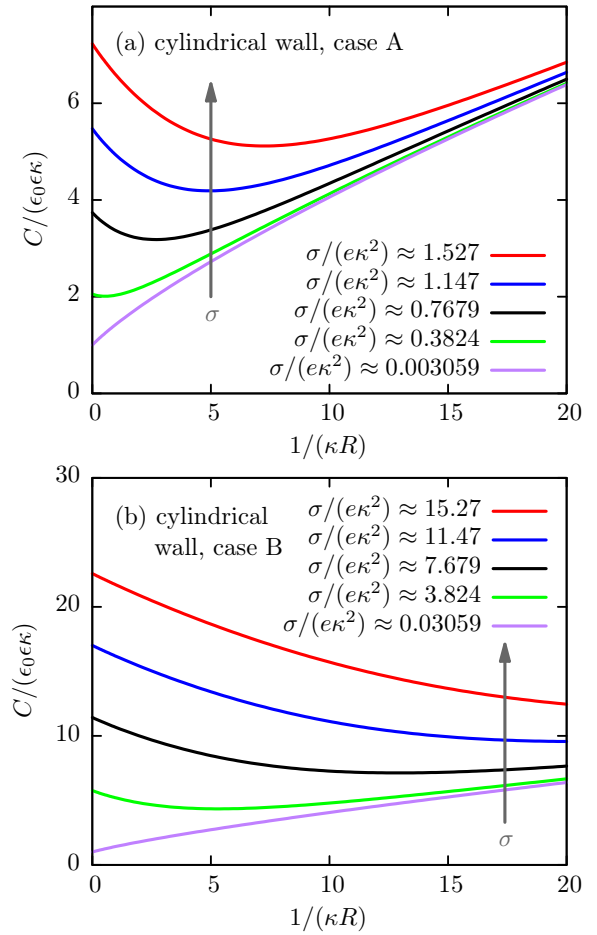 (a) cylindrical wall, case A
C/(ϵ₀ϵκ)
6
4
2
0
σ/(eκ²) ≈ 1.527
σ/(eκ²) ≈ 1.147
σ/(eκ²) ≈ 0.7679
σ/(eκ²) ≈ 0.3824
σ/(eκ²) ≈ 0.003059
σ
0 5 10 15 20
1/(κR)
(b) cylindrical
wall, case B
C/(ϵ₀ϵκ)
30
20
10
0
σ/(eκ²) ≈ 15.27
σ/(eκ²) ≈ 11.47
σ/(eκ²) ≈ 7.679
σ/(eκ²) ≈ 3.824
σ/(eκ²) ≈ 0.03059
σ
0 5 10 15 20
1/(κR)